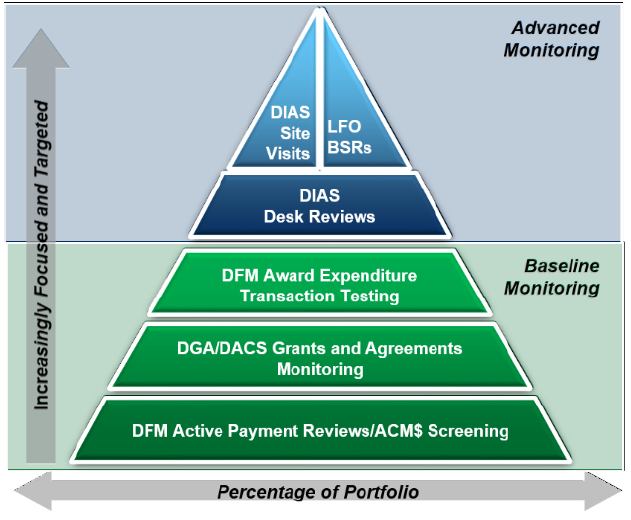 Advanced
Monitoring
DIAS
Site
Visits
LFO
BSRs
DIAS
Desk Reviews
Increasingly Focused and Targeted
Baseline
Monitoring
DFM Award Expenditure
Transaction Testing
DGA/DACS Grants and Agreements
Monitoring
DFM Active Payment Reviews/ACM$ Screening
Percentage of Portfolio